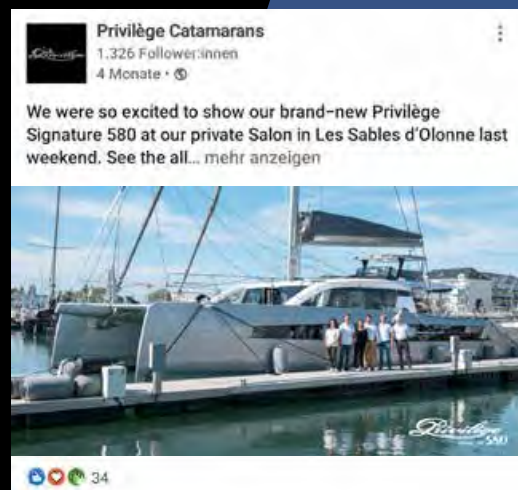 Privilège Catamarans
1.326 Follower:innen
4 Monate •
We were so excited to show our brand-new Privilège
Signature 580 at our private Salon in Les Sables d'Olonne last
weekend. See the all... mehr anzeigen
Privilège
580
34